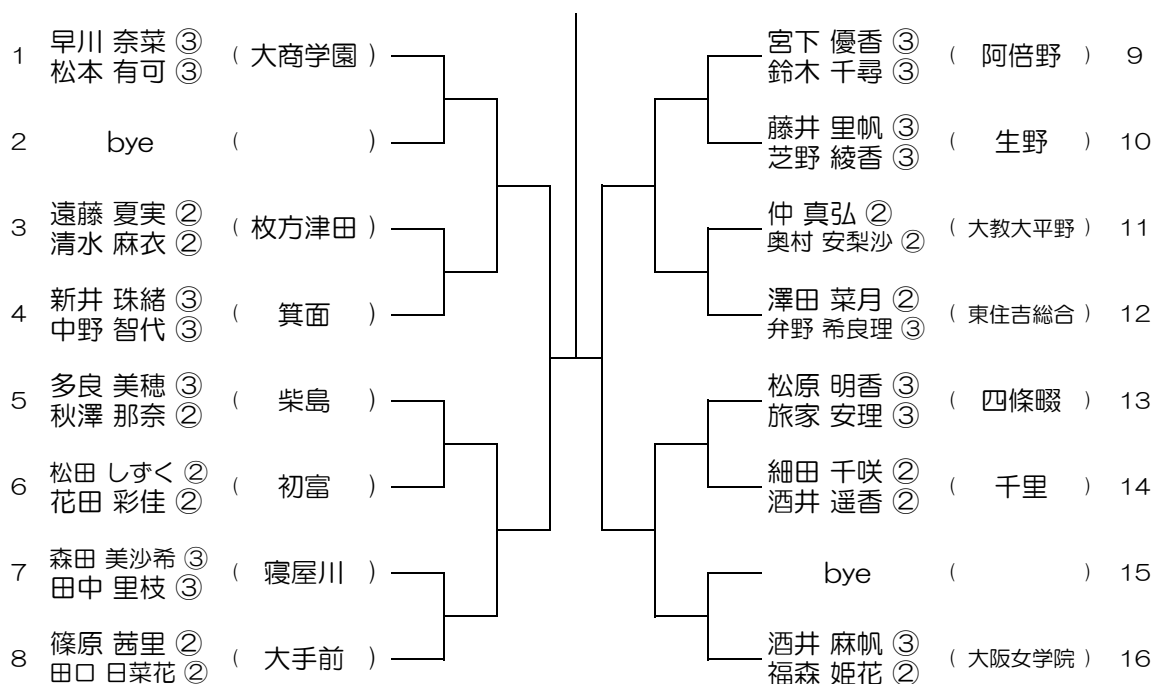 1 早川 奈菜 ③ ( 大商学園 )
松本 有可 ③
2 bye ( )
3 遠藤 夏実 ② ( 枚方津田 )
清水 麻衣 ②
4 新井 珠緒 ③ ( 箕面 )
中野 智代 ③
5 多良 美穂 ③ ( 柴島 )
秋澤 那奈 ②
6 松田 しずく ② ( 初富 )
花田 彩佳 ②
7 森田 美沙希 ③ ( 寝屋川 )
田中 里枝 ③
8 篠原 茜里 ② ( 大手前 )
田口 日菜花 ②
宮下 優香 ③ ( 阿倍野 ) 9
鈴木 千尋 ③
藤井 里帆 ③ ( 生野 ) 10
芝野 綾香 ③
仲 真弘 ② ( 大教大平野 ) 11
奥村 安梨沙 ②
澤田 菜月 ② ( 東住吉総合 ) 12
弁野 希良理 ③
松原 明香 ③ ( 四條畷 ) 13
旅家 安理 ③
細田 千咲 ② ( 千里 ) 14
酒井 遥香 ②
bye ( ) 15
酒井 麻帆 ③ ( 大阪女学院 ) 16
福森 姫花 ②